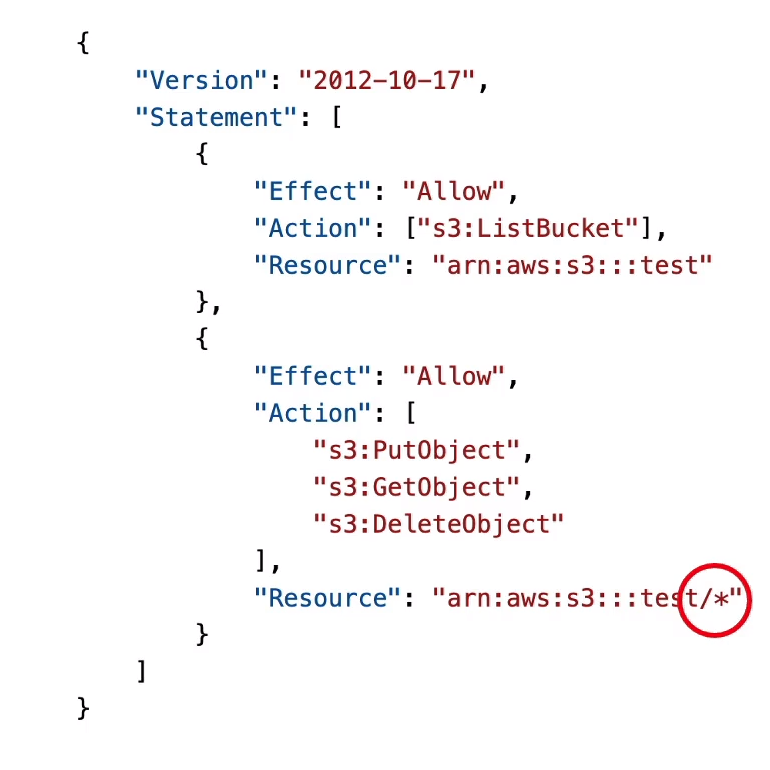 {
    "Version": "2012-10-17",
    "Statement": [
        {
            "Effect": "Allow",
            "Action": ["s3:ListBucket"],
            "Resource": "arn:aws:s3:::test"
        },
        {
            "Effect": "Allow",
            "Action": [
                "s3:PutObject",
                "s3:GetObject",
                "s3:DeleteObject"
            ],
            "Resource": "arn:aws:s3:::test/*"
        }
    ]
}